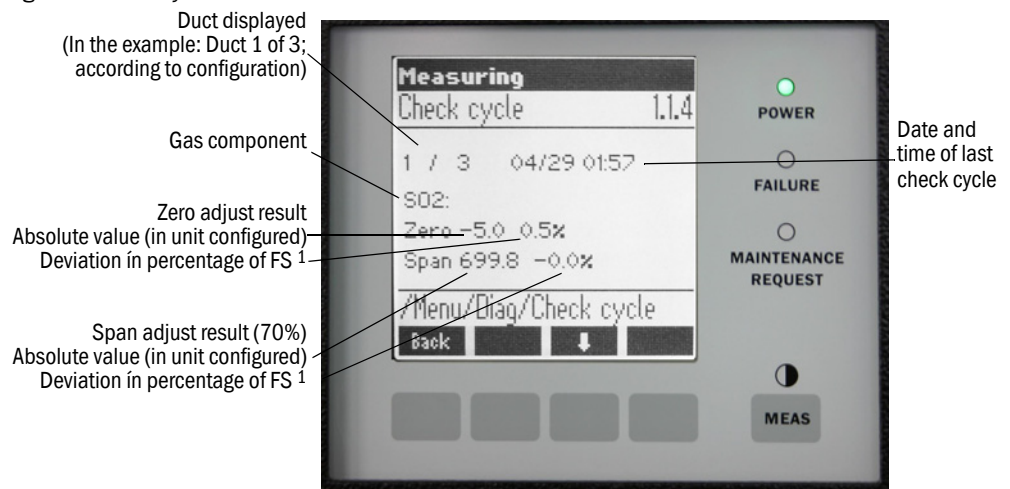 Duct displayed
(In the example: Duct 1 of 3;
according to configuration)
Gas component
Zero adjust result
Absolute value (in unit configured)
Deviation ín percentage of FS 1
Span adjust result (70%)
Absolute value (in unit configured)
Deviation ín percentage of FS 1
Measuring
Check cycle 1.1.4
1 / 3 04/29 01:57
SO2:
Zero -5.0 0.5%
Span 699.8 -0.0%
/Menu/Diag/Check cycle
Back
POWER
FAILURE
MAINTENANCE
REQUEST
MEAS
Date and
time of last
check cycle